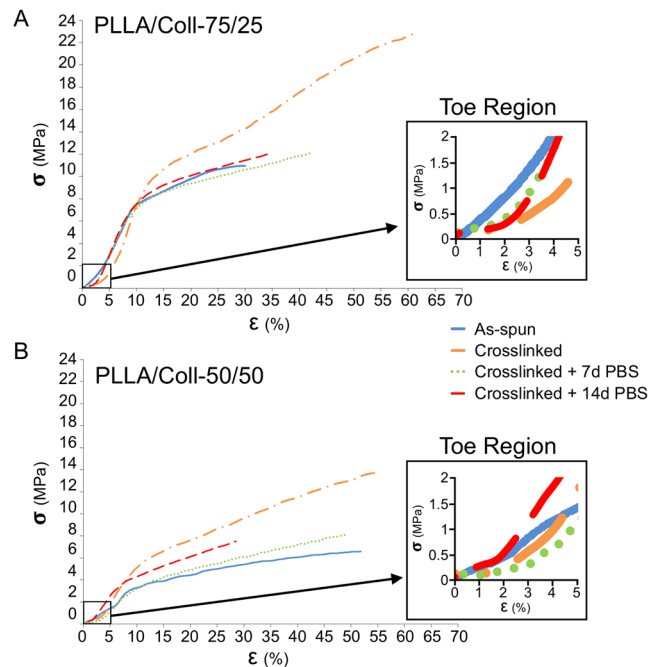 A
PLLA/Coll-75/25
24
22
20
18
16
14
12
10
8
6
4
2
0
σ (MPa)
0 5 10 15 20 25 30 35 40 45 50 55 60 65 70
ε (%)
Toe Region
2
1.5
1
0.5
0
σ (MPa)
0 1 2 3 4 5
ε (%)
As-spun
Crosslinked
Crosslinked + 7d PBS
Crosslinked + 14d PBS
B
PLLA/Coll-50/50
24
22
20
18
16
14
12
10
8
6
4
2
0
σ (MPa)
0 5 10 15 20 25 30 35 40 45 50 55 60 65 70
ε (%)
Toe Region
2
1.5
1
0.5
0
σ (MPa)
0 1 2 3 4 5
ε (%)